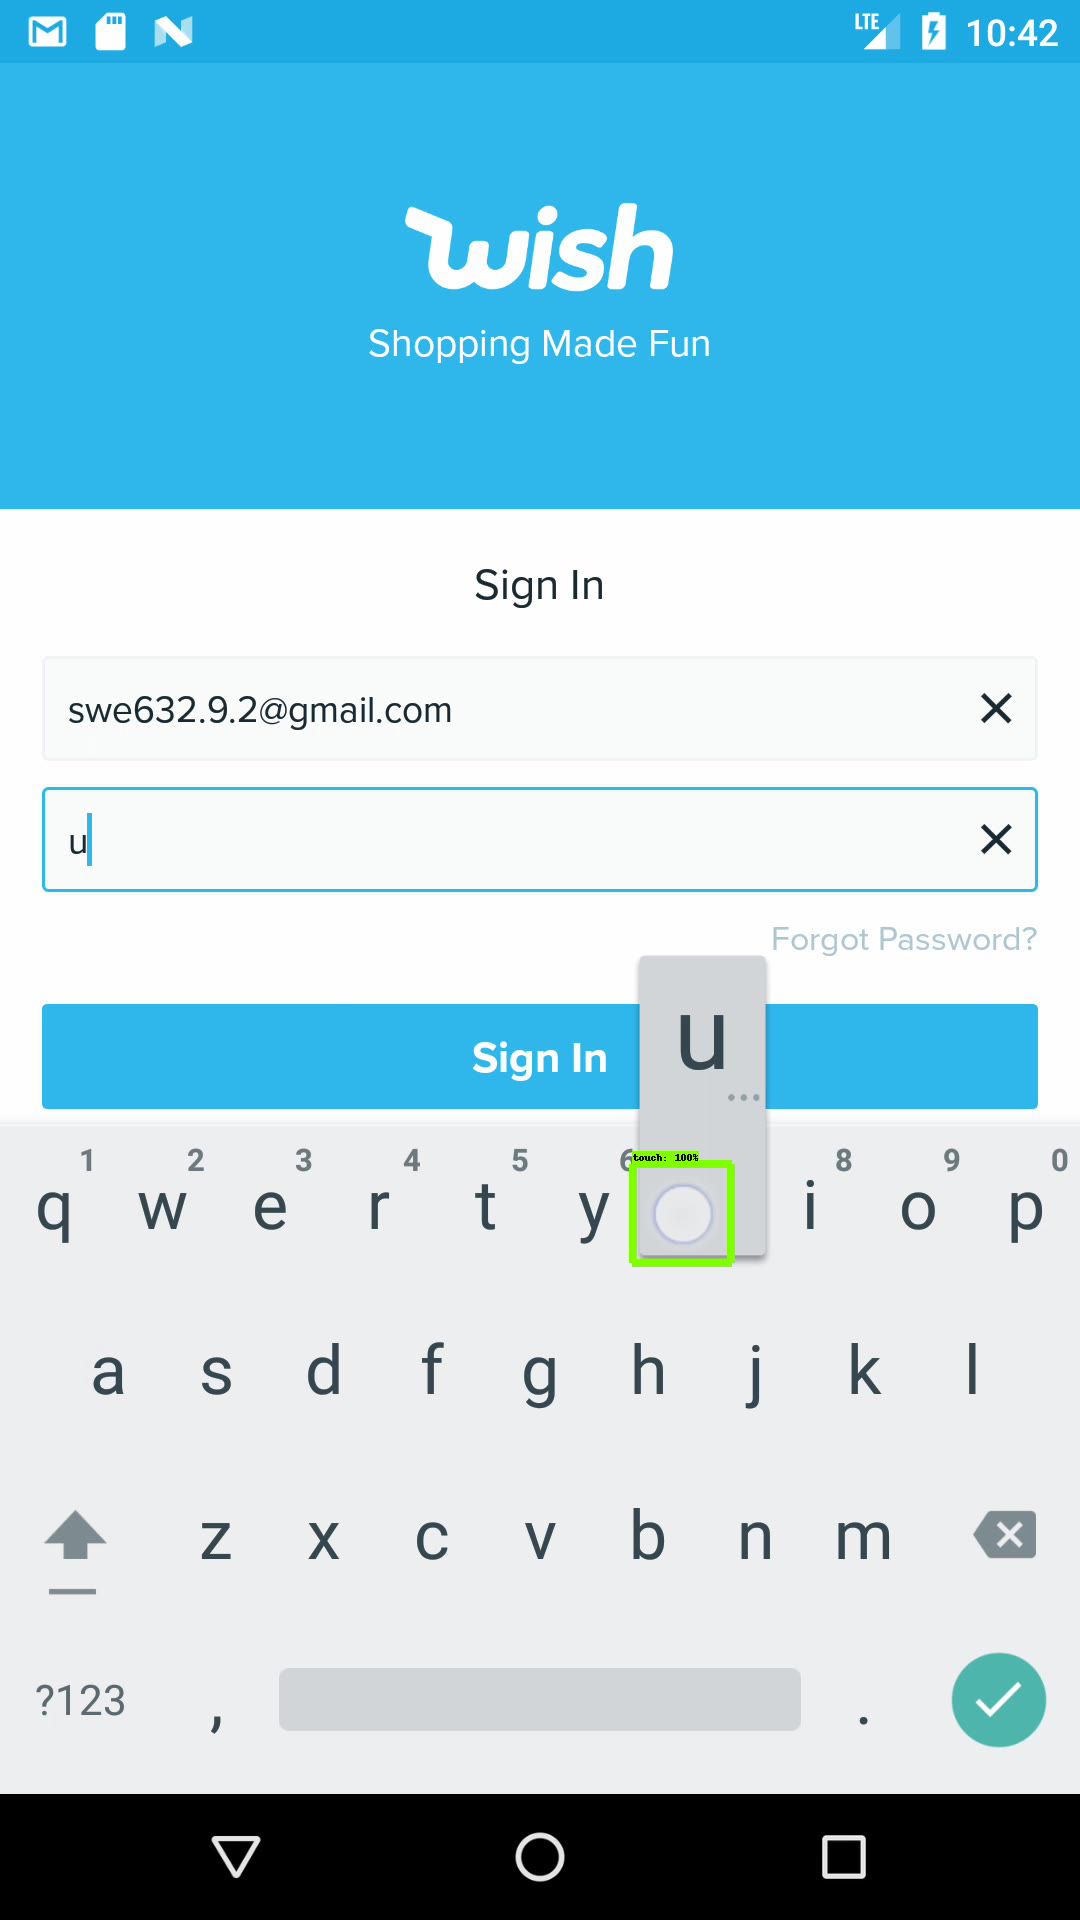 LTE 10:42
wish
Shopping Made Fun
Sign In
swe632.9.2@gmail.com
u
Forgot Password?
Sign In
u
...
touch: 100%
1 2 3 4 5 6 8 9 0
q w e r t y i o p
a s d f g h j k l
z x c v b n m
?123 , .